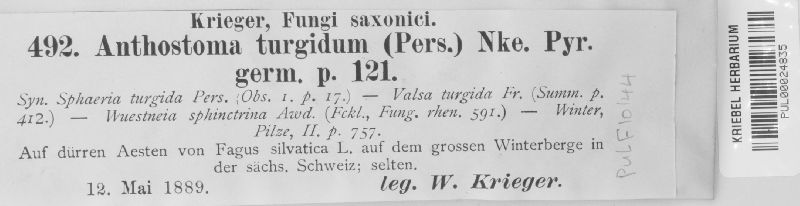 Krieger, Fungi saxonici.
492. Anthostoma turgidum (Pers.) Nke. Pyr.
germ. p. 121.
Syn. Sphaeria turgida Pers. (Obs. 1. p. 17.) — Valsa turgida Fr. (Summ. p.
412.) — Wuestneia sphinctrina Awd. (Fckl., Fung. rhen. 591.) — Winter,
Pilze, II. p. 757.
Auf dürren Aesten von Fagus silvatica L. auf dem grossen Winterberge in
der sächs. Schweiz; selten.
12. Mai 1889. leg. W. Krieger.
PUL F10144
KRIEBEL HERBARIUM
PUL00024835